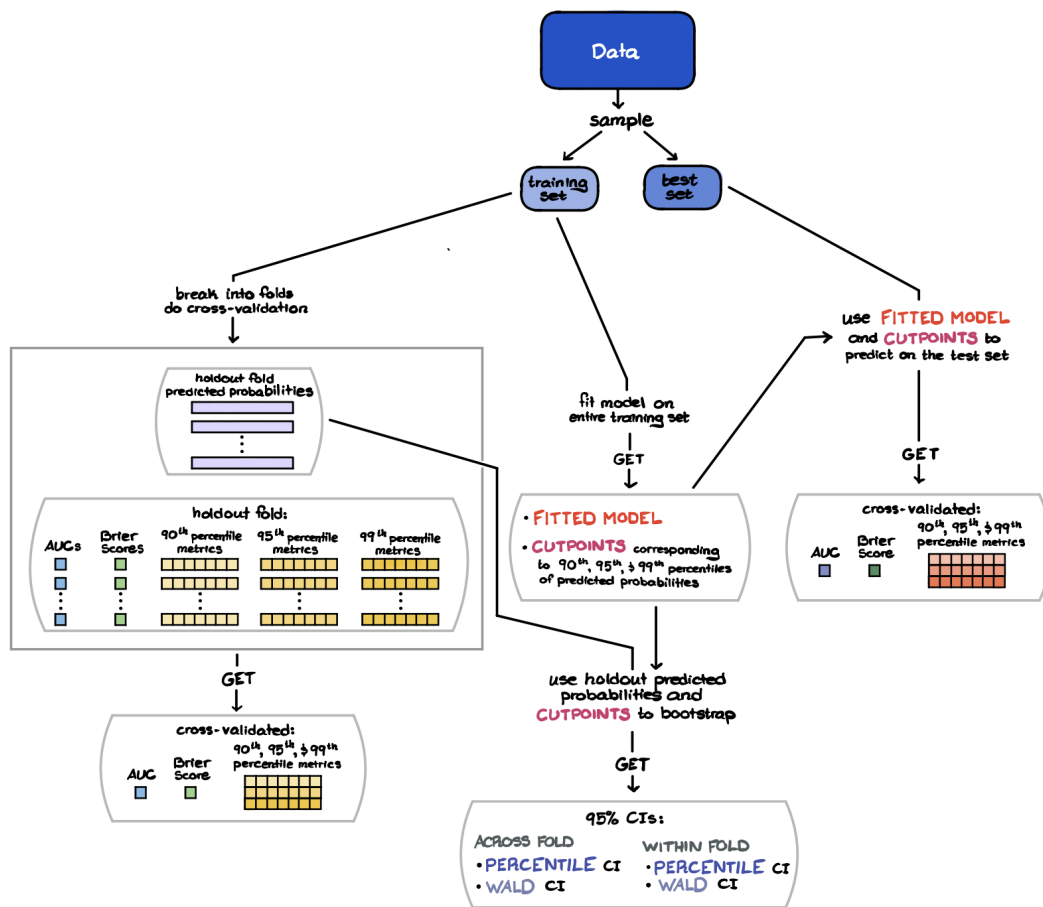 Data
sample
training
set
test
set
break into folds
do cross-validation
use FITTED MODEL
and CUTPOINTS to
predict on the test set
holdout fold
predicted probabilities
fit model on
entire training set
GET
GET
holdout fold:
AUCs
Brier
Scores
90th percentile
metrics
95th percentile
metrics
99th percentile
metrics
• FITTED MODEL
• CUTPOINTS corresponding
to 90th, 95th, & 99th percentiles
of predicted probabilities
cross-validated:
AUC
Brier
Score
90th, 95th, & 99th
percentile metrics
GET
use holdout predicted
probabilities and
CUTPOINTS to bootstrap
cross-validated:
AUC
Brier
Score
90th, 95th, & 99th
percentile metrics
GET
95% CIs:
ACROSS FOLD
• PERCENTILE CI
• WALD CI
WITHIN FOLD
• PERCENTILE CI
• WALD CI